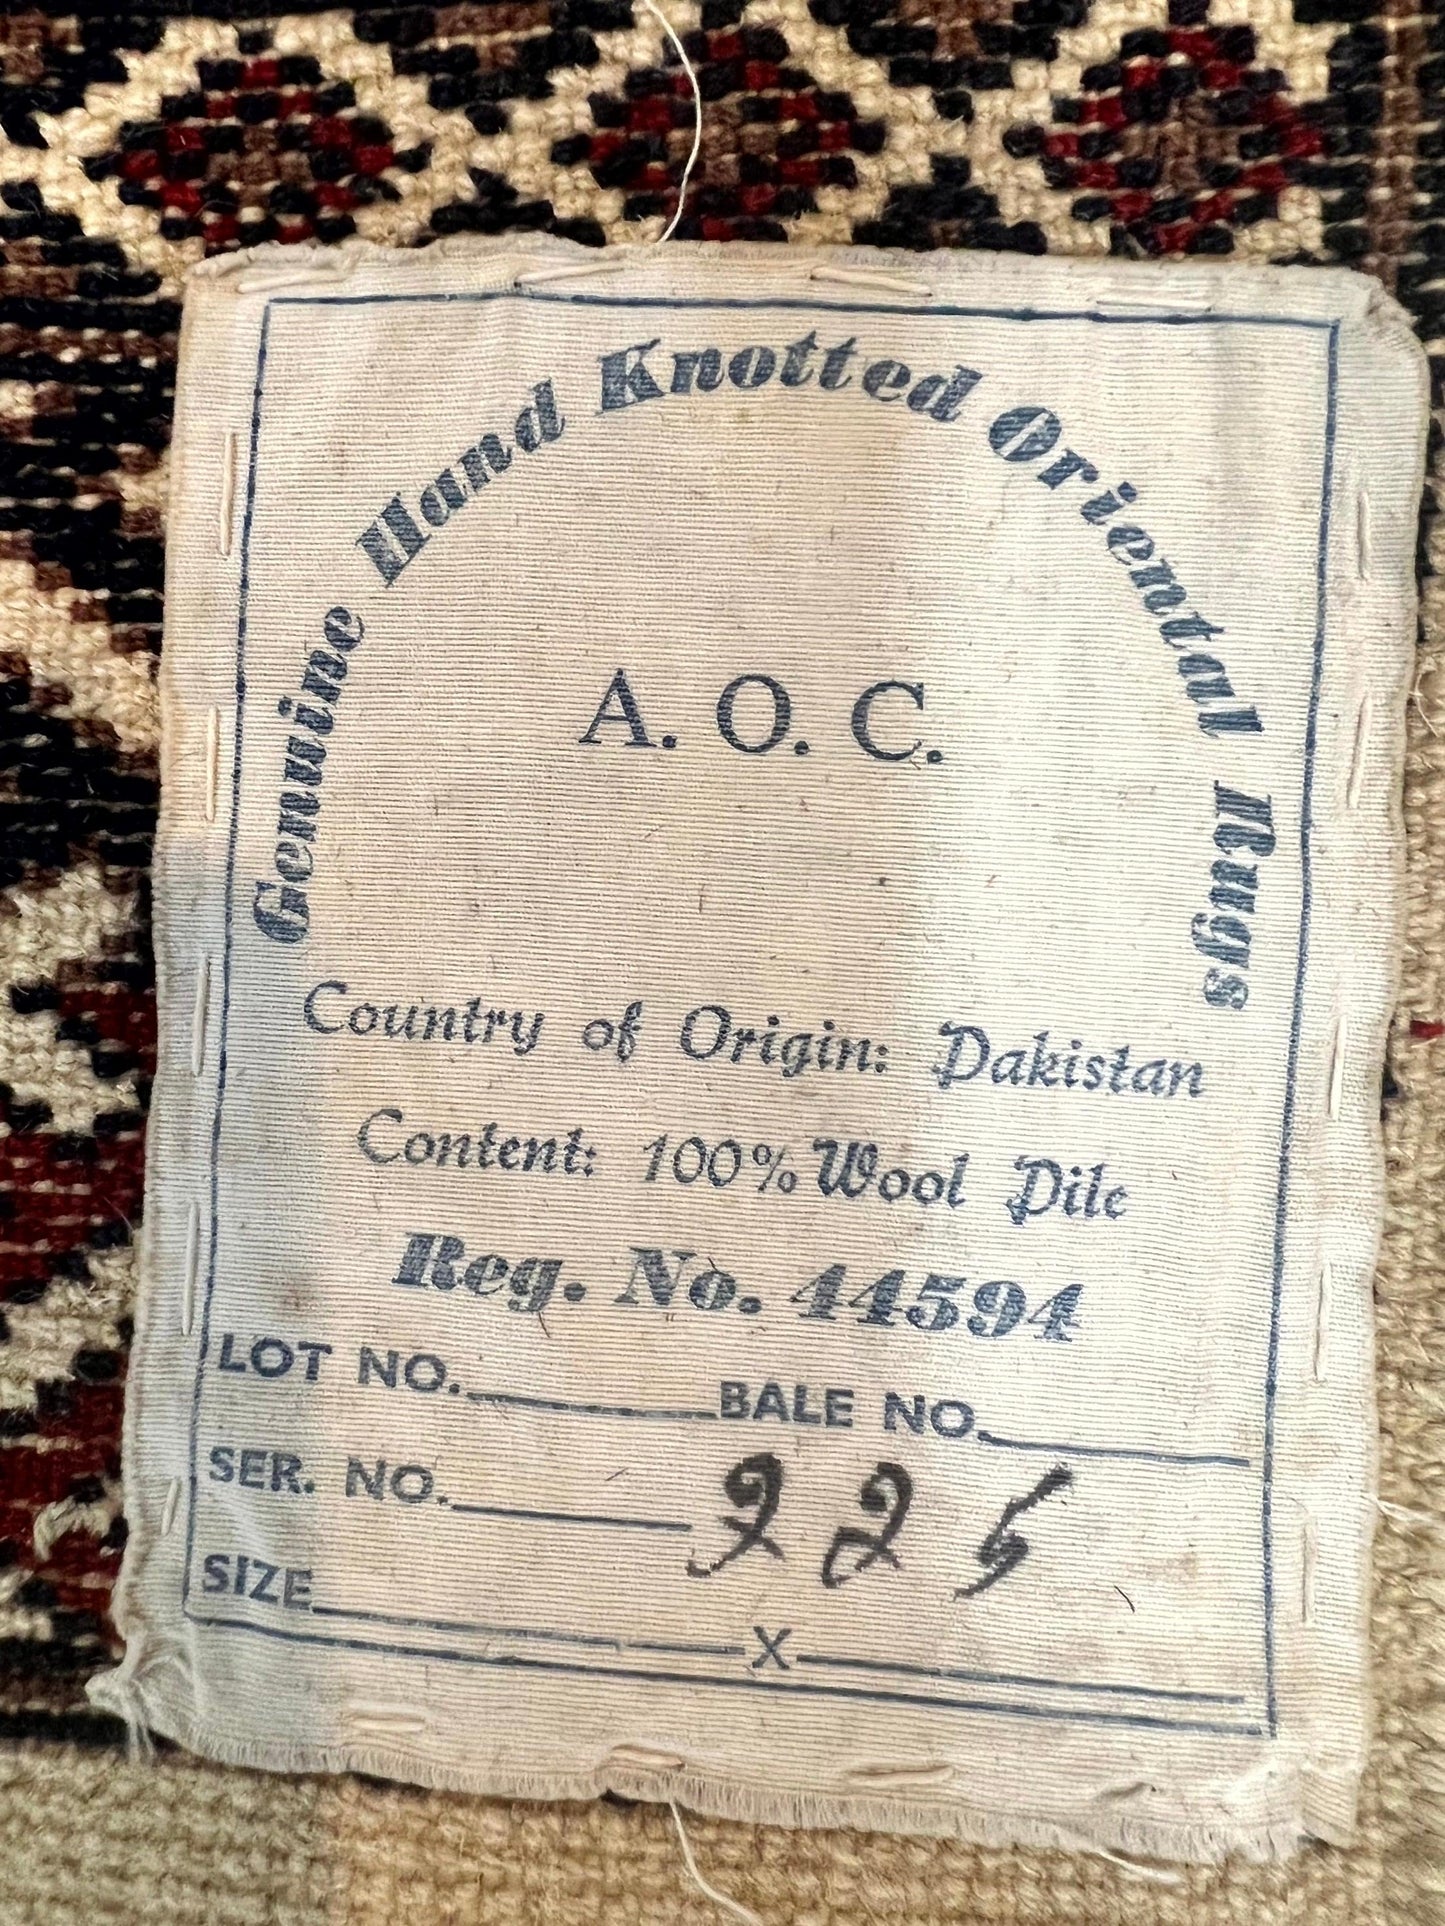 Genuine Hand Knotted Oriental Rugs
A. O. C.
Country of Origin: Pakistan
Content: 100% Wool Pile
Reg. No. 44594
LOT NO. BALE NO.
SER. NO. 225
SIZE X